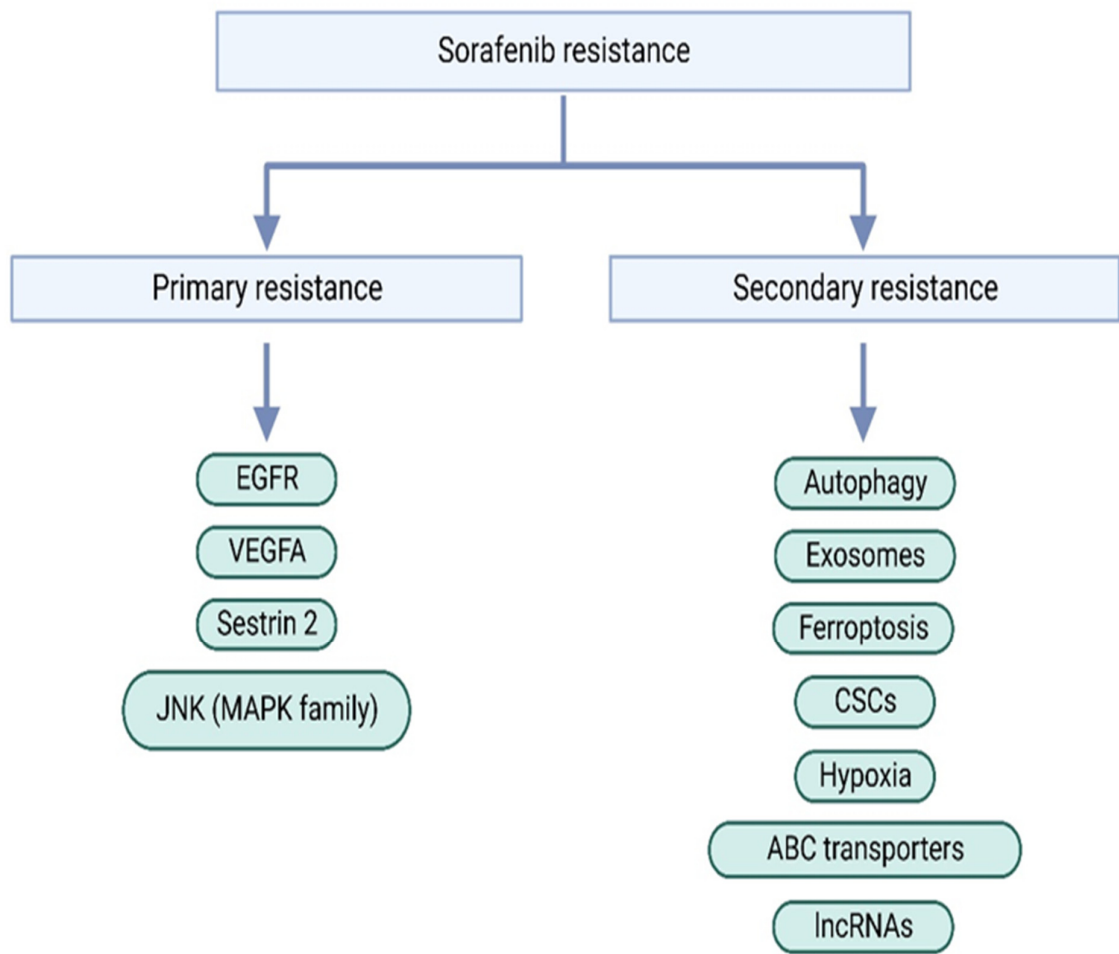 Sorafenib resistance
Primary resistance
Secondary resistance
EGFR
VEGFA
Sestrin 2
JNK (MAPK family)
Autophagy
Exosomes
Ferroptosis
CSCs
Hypoxia
ABC transporters
lncRNAs